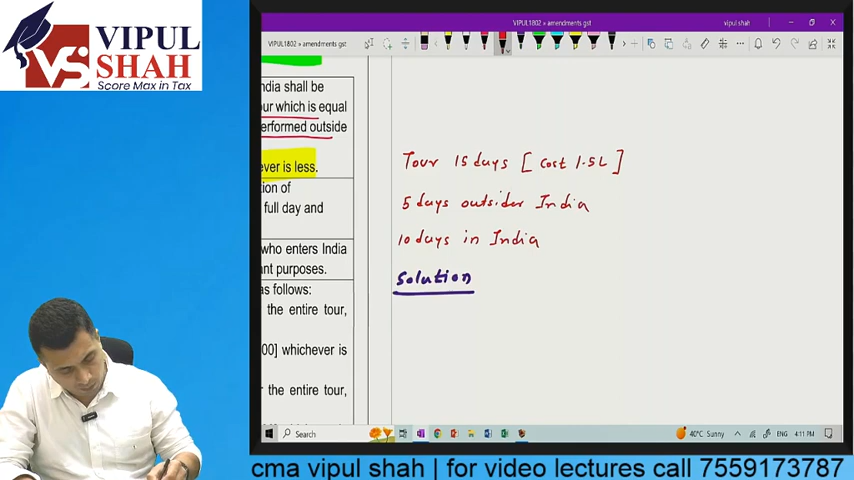 VIPUL
SHAH
VS
Score Max in Tax
VIPUL1802 » amendments gst
vipul shah
VIPUL1802 » amendments gst
ndia shall be
our which is equal
erformed outside
ever is less.
tion of
full day and
who enters India
ant purposes.
as follows:
the entire tour,
00] whichever is
r the entire tour,
Tour 15 days [ Cost 1.5L ]
5 days outsider India
10 days in India
Solution
Search
40°C Sunny
ENG
4:11 PM
cma vipul shah | for video lectures call 7559173787